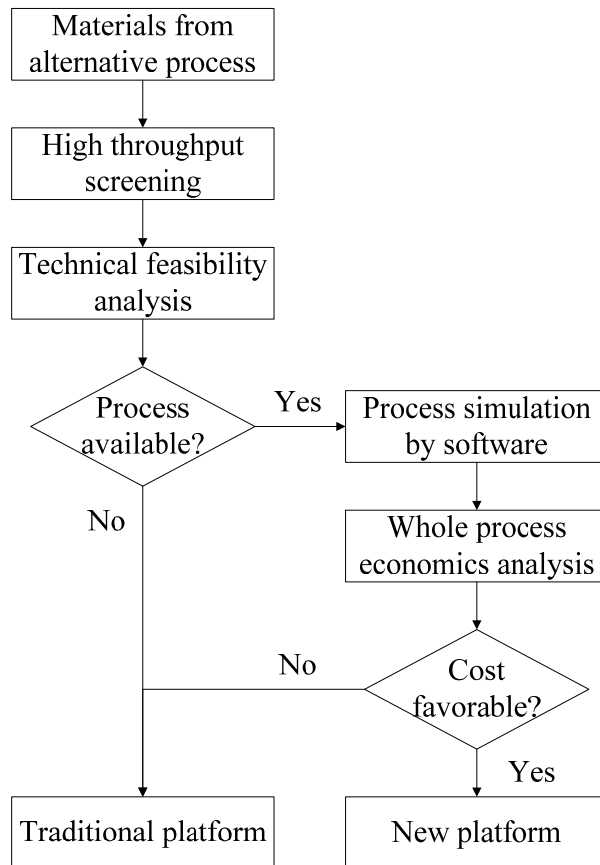 Materials from
alternative process
High throughput
screening
Technical feasibility
analysis
Process
available?
Yes
Process simulation
by software
No
Whole process
economics analysis
No
Cost
favorable?
Yes
Traditional platform
New platform